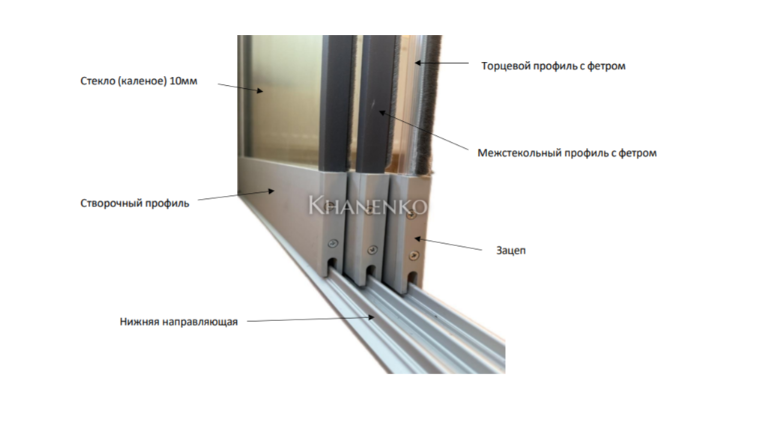 Торцевой профиль с фетром
Стекло (каленое) 10мм
Межстекольный профиль с фетром
Створочный профиль
KHANENKO
Зацеп
Нижняя направляющая